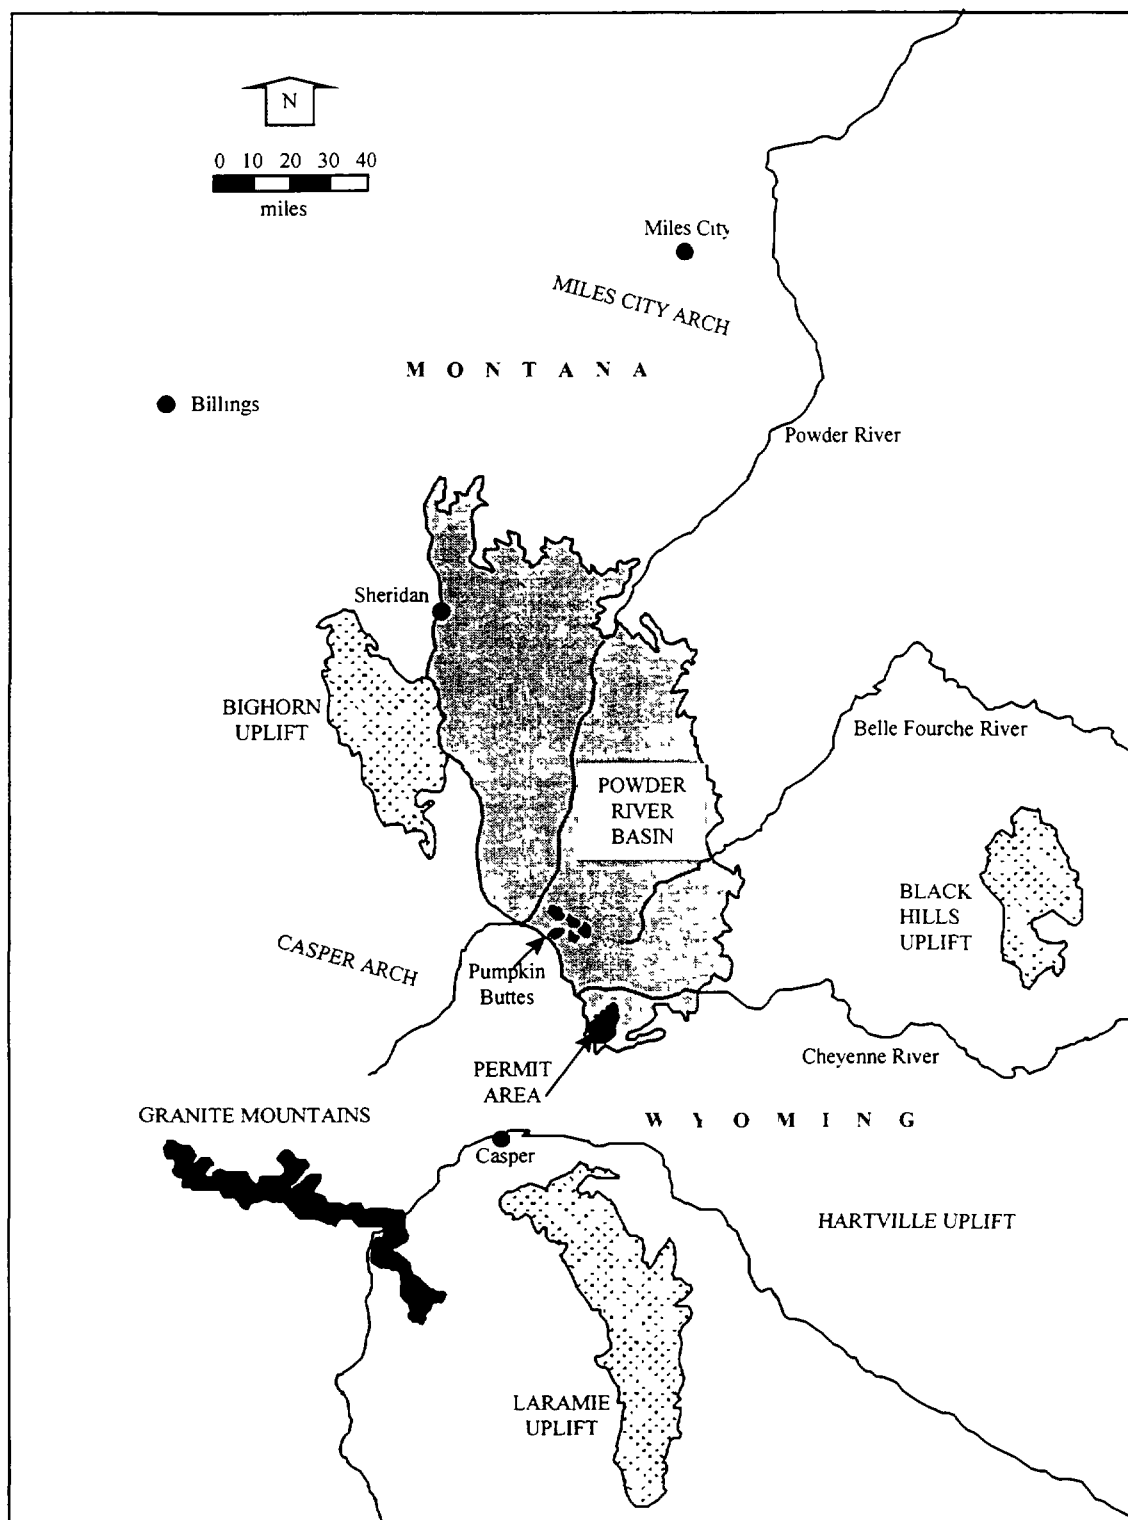 N
0 10 20 30 40
miles
Miles City
MILES CITY ARCH
M O N T A N A
Billings
Powder River
Sheridan
BIGHORN
UPLIFT
Belle Fourche River
POWDER
RIVER
BASIN
BLACK
HILLS
UPLIFT
CASPER ARCH
Pumpkin
Buttes
Cheyenne River
PERMIT
AREA
GRANITE MOUNTAINS
W Y O M I N G
Casper
HARTVILLE UPLIFT
LARAMIE
UPLIFT